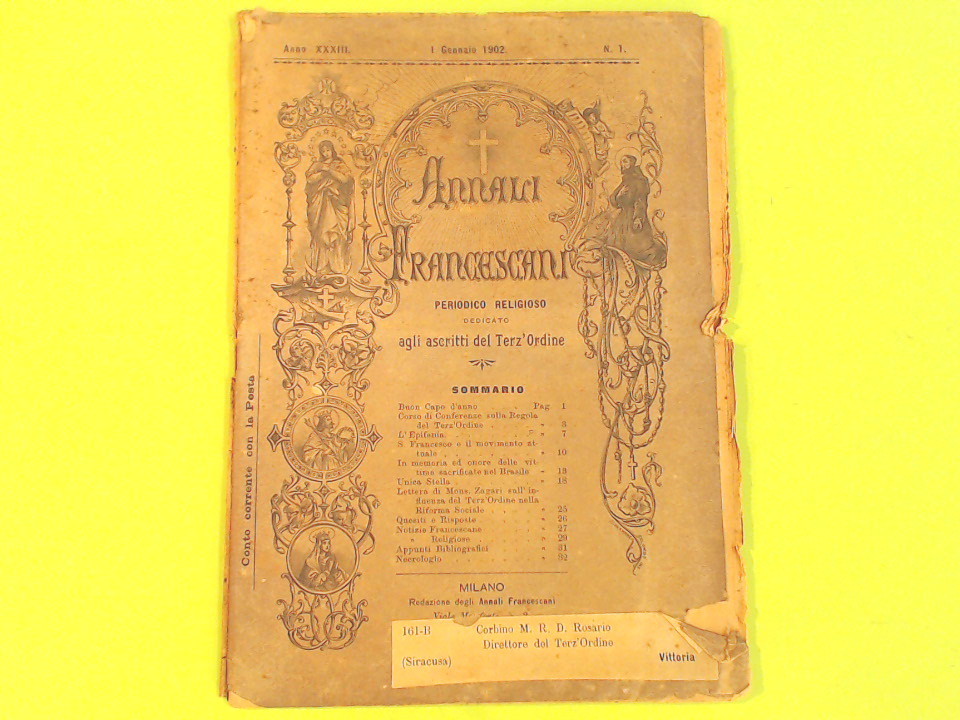 Anno XXXIII.
1 Gennaio 1902.
N. 1.
ANNALI
FRANCESCANI
PERIODICO RELIGIOSO
DEDICATO
agli ascritti del Terz'Ordine
SOMMARIO
Buon Capo d'anno . . . Pag. 1
Corso di Conferenze sulla Regola
del Terz'Ordine . . . » 3
L'Epifania. . . . . . » 7
S. Francesco e il movimento at-
tuale . . . . . . . » 10
In memoria ed onore delle vit-
time sacrificate nel Brasile » 13
Unica Stella . . . . . » 18
Lettera di Mons. Zagari sull'in-
fluenza del Terz'Ordine nella
Riforma Sociale . . . » 25
Quesiti e Risposte . . . » 26
Notizie Francescane . . . » 27
» Religiose . . . . » 29
Appunti Bibliografici . . . » 31
Necrologio . . . . . . » 32
MILANO
Redazione degli Annali Francescani
Viale
161-B Corbino M. R. D. Rosario
Direttore del Terz'Ordine
(Siracusa) Vittoria
Conto corrente con la Posta